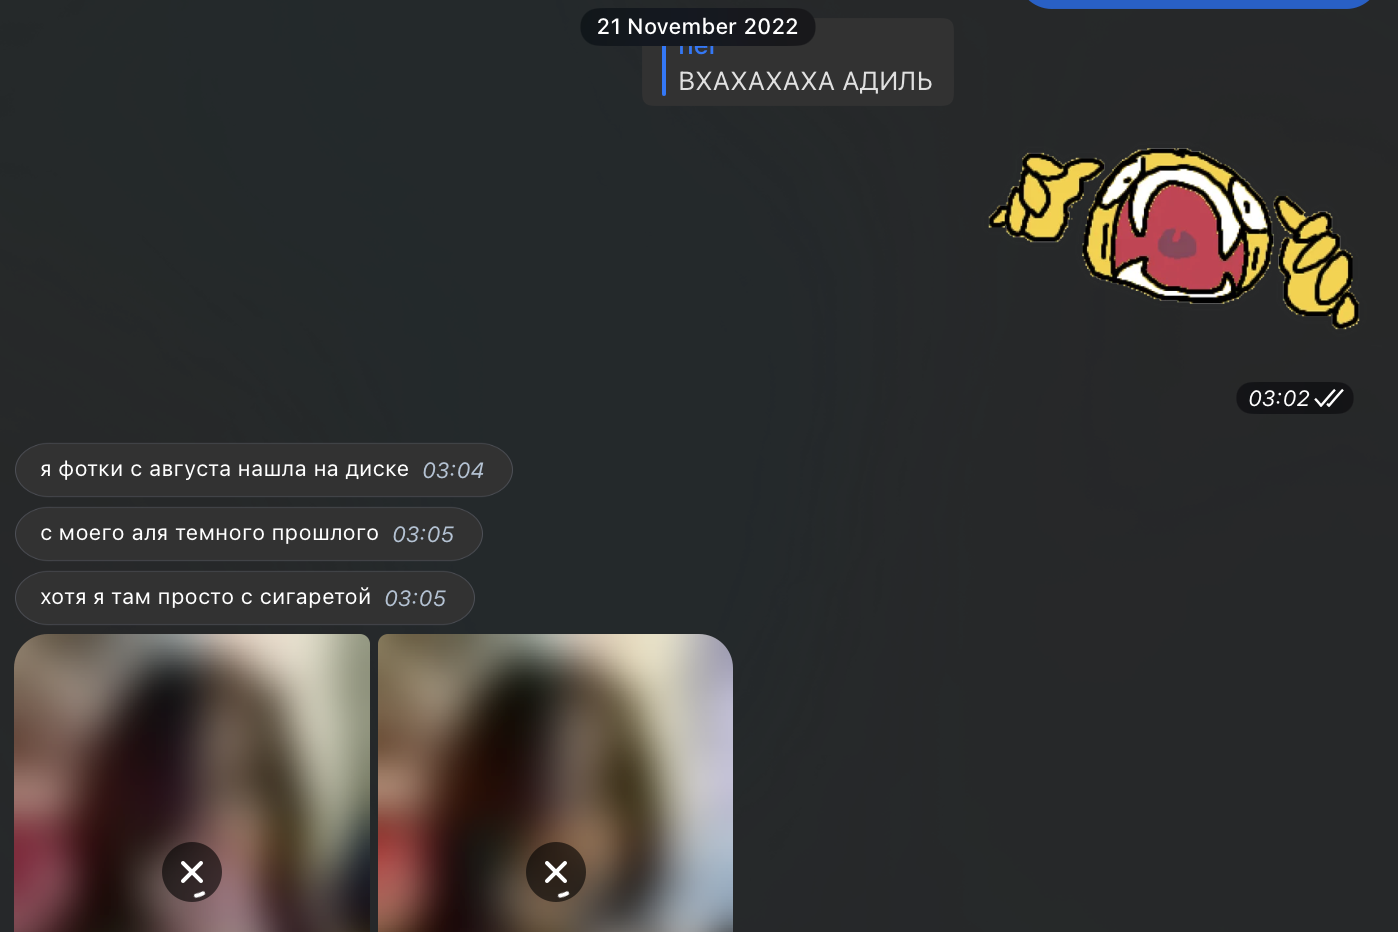 21 November 2022
her
ВХАХАХАХА АДИЛЬ
03:02
я фотки с августа нашла на диске 03:04
с моего аля темного прошлого 03:05
хотя я там просто с сигаретой 03:05